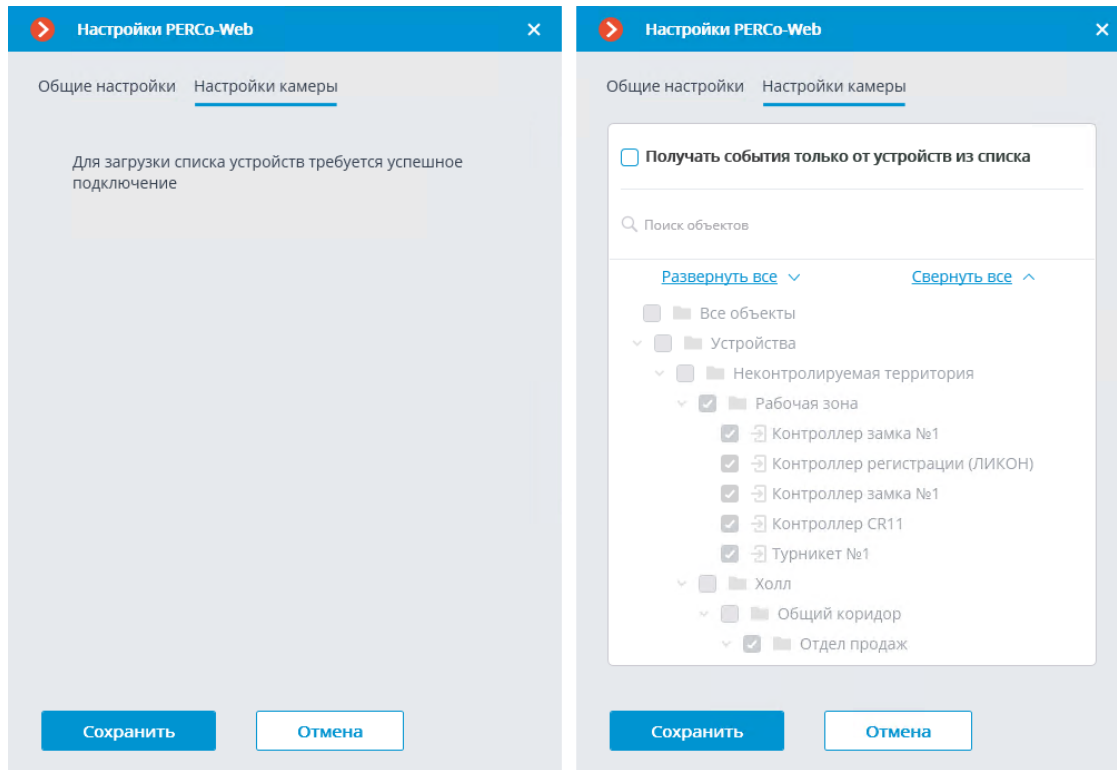 Настройки PERCo-Web
Общие настройки Настройки камеры
Для загрузки списка устройств требуется успешное
подключение
Сохранить Отмена
Настройки PERCo-Web
Общие настройки Настройки камеры
Получать события только от устройств из списка
Поиск объектов
Развернуть все Свернуть все
Все объекты
Устройства
Неконтролируемая территория
Рабочая зона
Контроллер замка №1
Контроллер регистрации (ЛИКОН)
Контроллер замка №1
Контроллер CR11
Турникет №1
Холл
Общий коридор
Отдел продаж
Сохранить Отмена